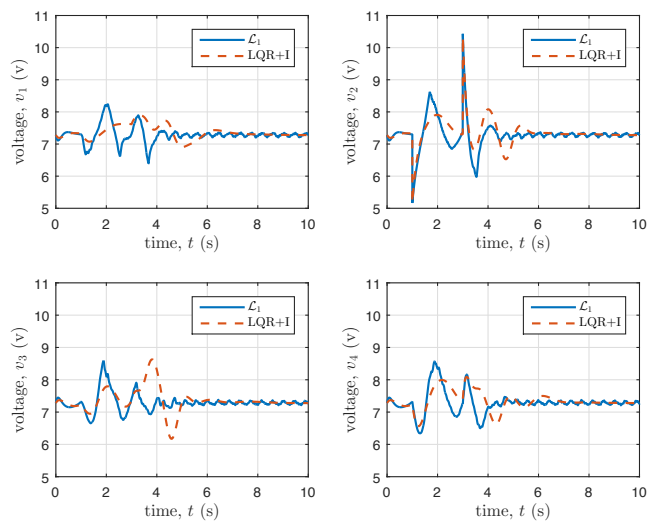 11
10
9
8
7
6
5
voltage, v₁ (v)
ℒ₁
LQR+I
0 2 4 6 8 10
time, t (s)
11
10
9
8
7
6
5
voltage, v₂ (v)
ℒ₁
LQR+I
0 2 4 6 8 10
time, t (s)
11
10
9
8
7
6
5
voltage, v₃ (v)
ℒ₁
LQR+I
0 2 4 6 8 10
time, t (s)
11
10
9
8
7
6
5
voltage, v₄ (v)
ℒ₁
LQR+I
0 2 4 6 8 10
time, t (s)